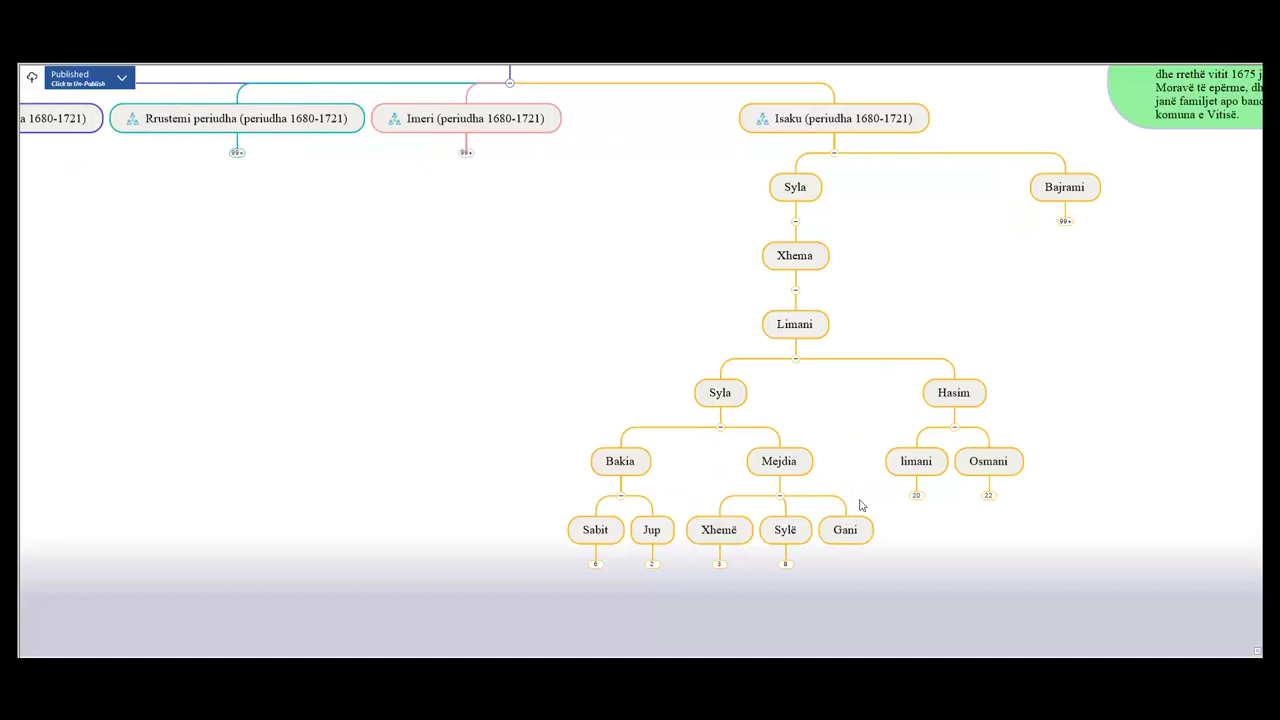 Published
Click to Un-Publish
dhe rrethë vitit 1675 j
Moravë të epërme, dh
janë familjet apo band
komuna e Vitisë.
a 1680-1721)
Rrustemi periudha (periudha 1680-1721)
Imeri (periudha 1680-1721)
Isaku (periudha 1680-1721)
99+
99+
Syla
Bajrami
99+
Xhema
Limani
Syla
Hasim
Bakia
Mejdia
limani
Osmani
20
22
Sabit
Jup
Xhemë
Sylë
Gani
6
2
3
8